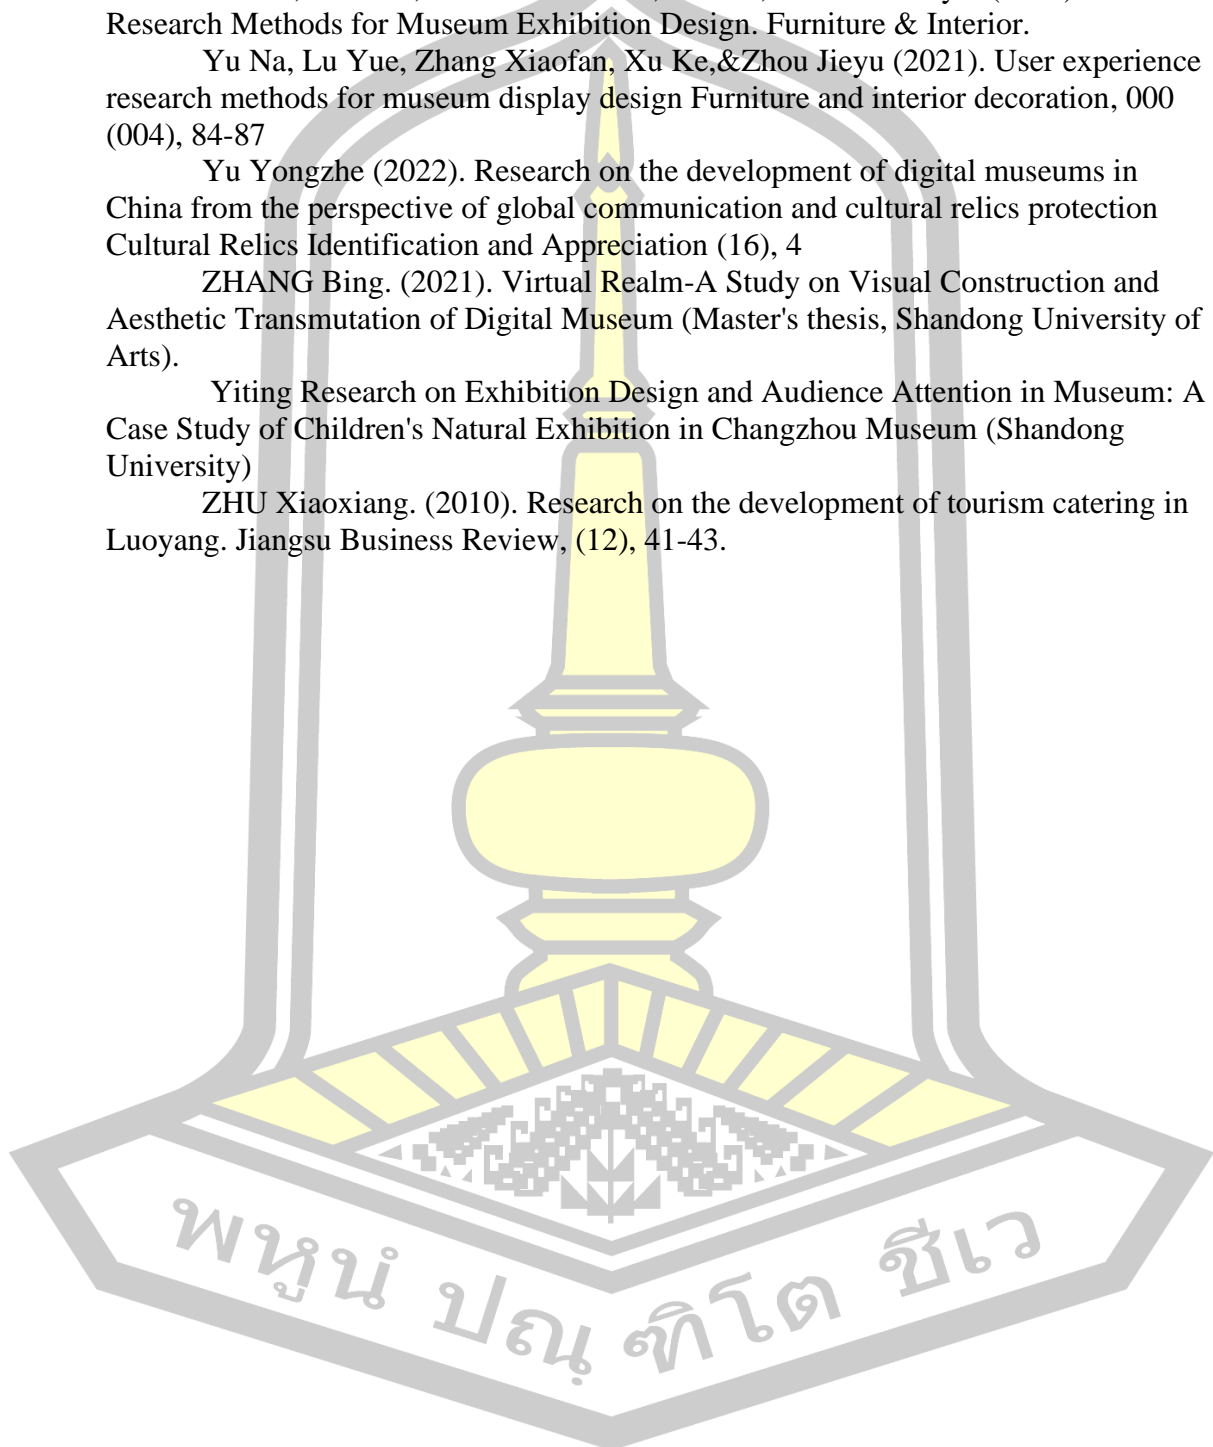 Research Methods for Museum Exhibition Design. Furniture & Interior.
Yu Na, Lu Yue, Zhang Xiaofan, Xu Ke,&Zhou Jieyu (2021). User experience
research methods for museum display design Furniture and interior decoration, 000
(004), 84-87
Yu Yongzhe (2022). Research on the development of digital museums in
China from the perspective of global communication and cultural relics protection
Cultural Relics Identification and Appreciation (16), 4
ZHANG Bing. (2021). Virtual Realm-A Study on Visual Construction and
Aesthetic Transmutation of Digital Museum (Master's thesis, Shandong University of
Arts).
Yiting Research on Exhibition Design and Audience Attention in Museum: A
Case Study of Children's Natural Exhibition in Changzhou Museum (Shandong
University)
ZHU Xiaoxiang. (2010). Research on the development of tourism catering in
Luoyang. Jiangsu Business Review, (12), 41-43.
พหูนํ ปณฺฑิโต ชีเว